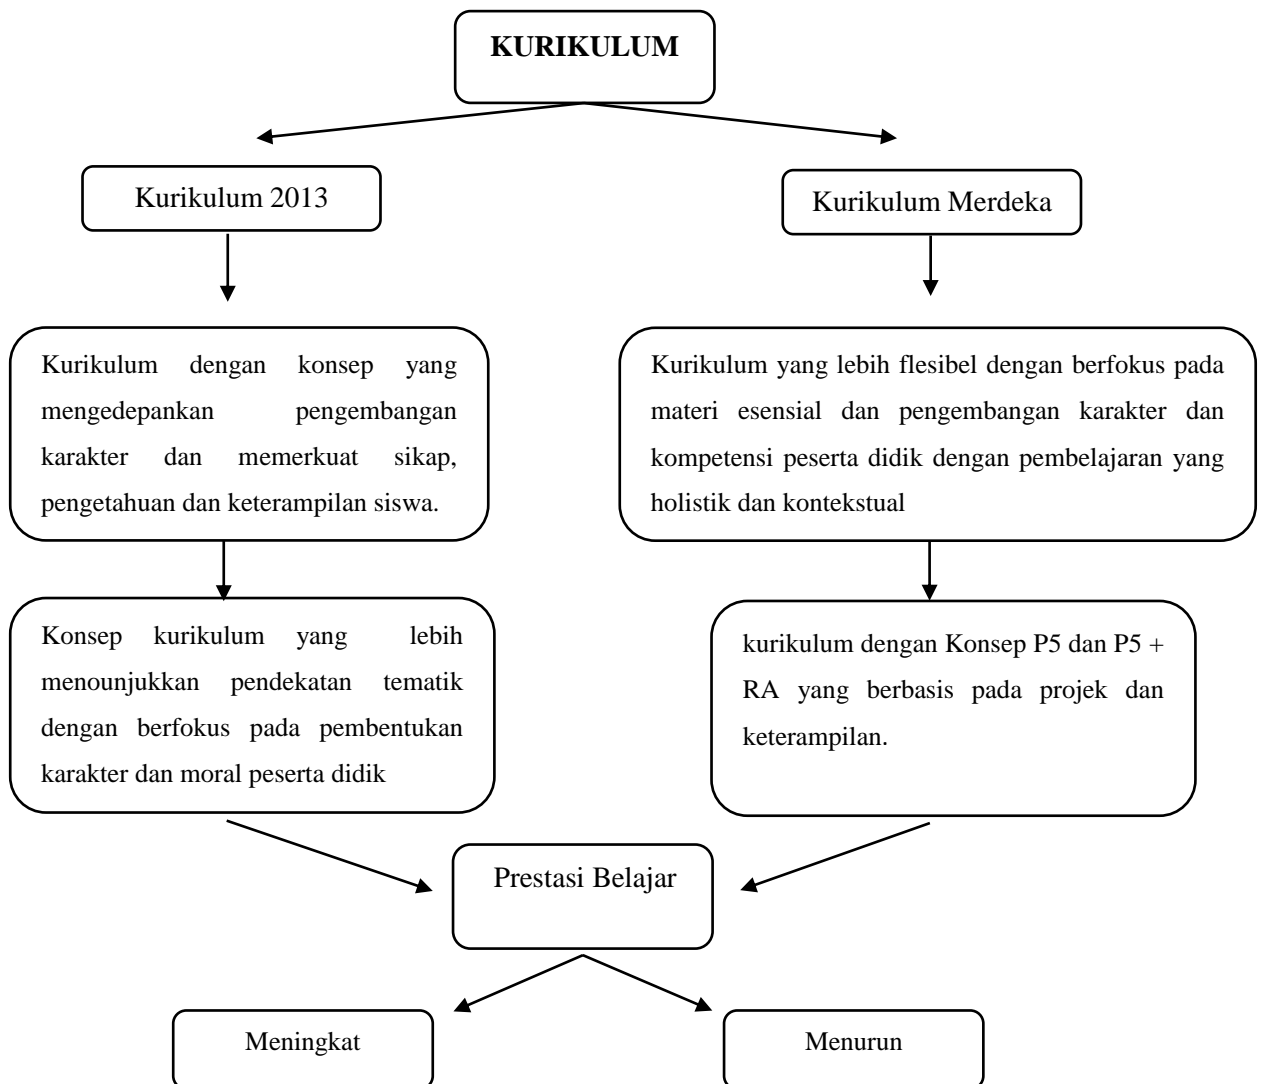 KURIKULUM
Kurikulum 2013
Kurikulum Merdeka
Kurikulum dengan konsep yang
mengedepankan pengembangan
karakter dan memerkuat sikap,
pengetahuan dan keterampilan siswa.
Kurikulum yang lebih flesibel dengan berfokus pada
materi esensial dan pengembangan karakter dan
kompetensi peserta didik dengan pembelajaran yang
holistik dan kontekstual
Konsep kurikulum yang lebih
menounjukkan pendekatan tematik
dengan berfokus pada pembentukan
karakter dan moral peserta didik
kurikulum dengan Konsep P5 dan P5 +
RA yang berbasis pada projek dan
keterampilan.
Prestasi Belajar
Meningkat
Menurun